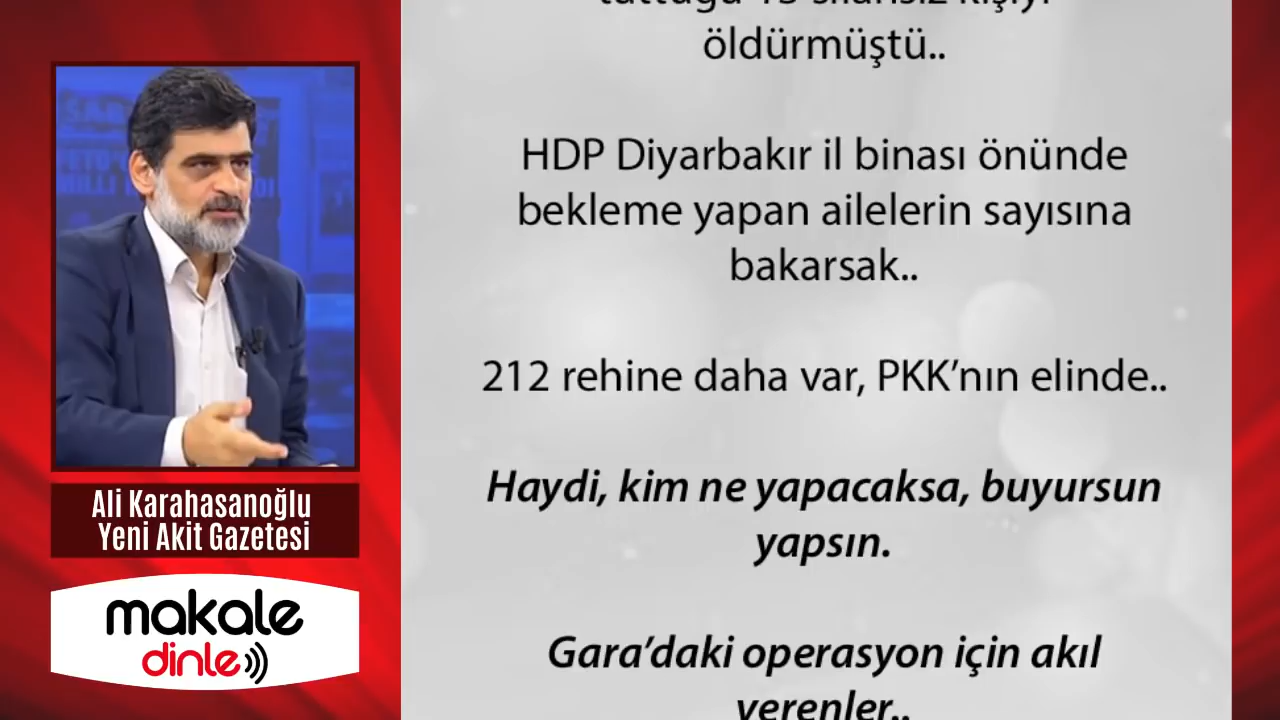 öldürmüştü..
HDP Diyarbakır il binası önünde
bekleme yapan ailelerin sayısına
bakarsak..
212 rehine daha var, PKK’nın elinde..
Haydi, kim ne yapacaksa, buyursun
yapsın.
Gara’daki operasyon için akıl
verenler..
Ali Karahasanoğlu
Yeni Akit Gazetesi
makale
dinle